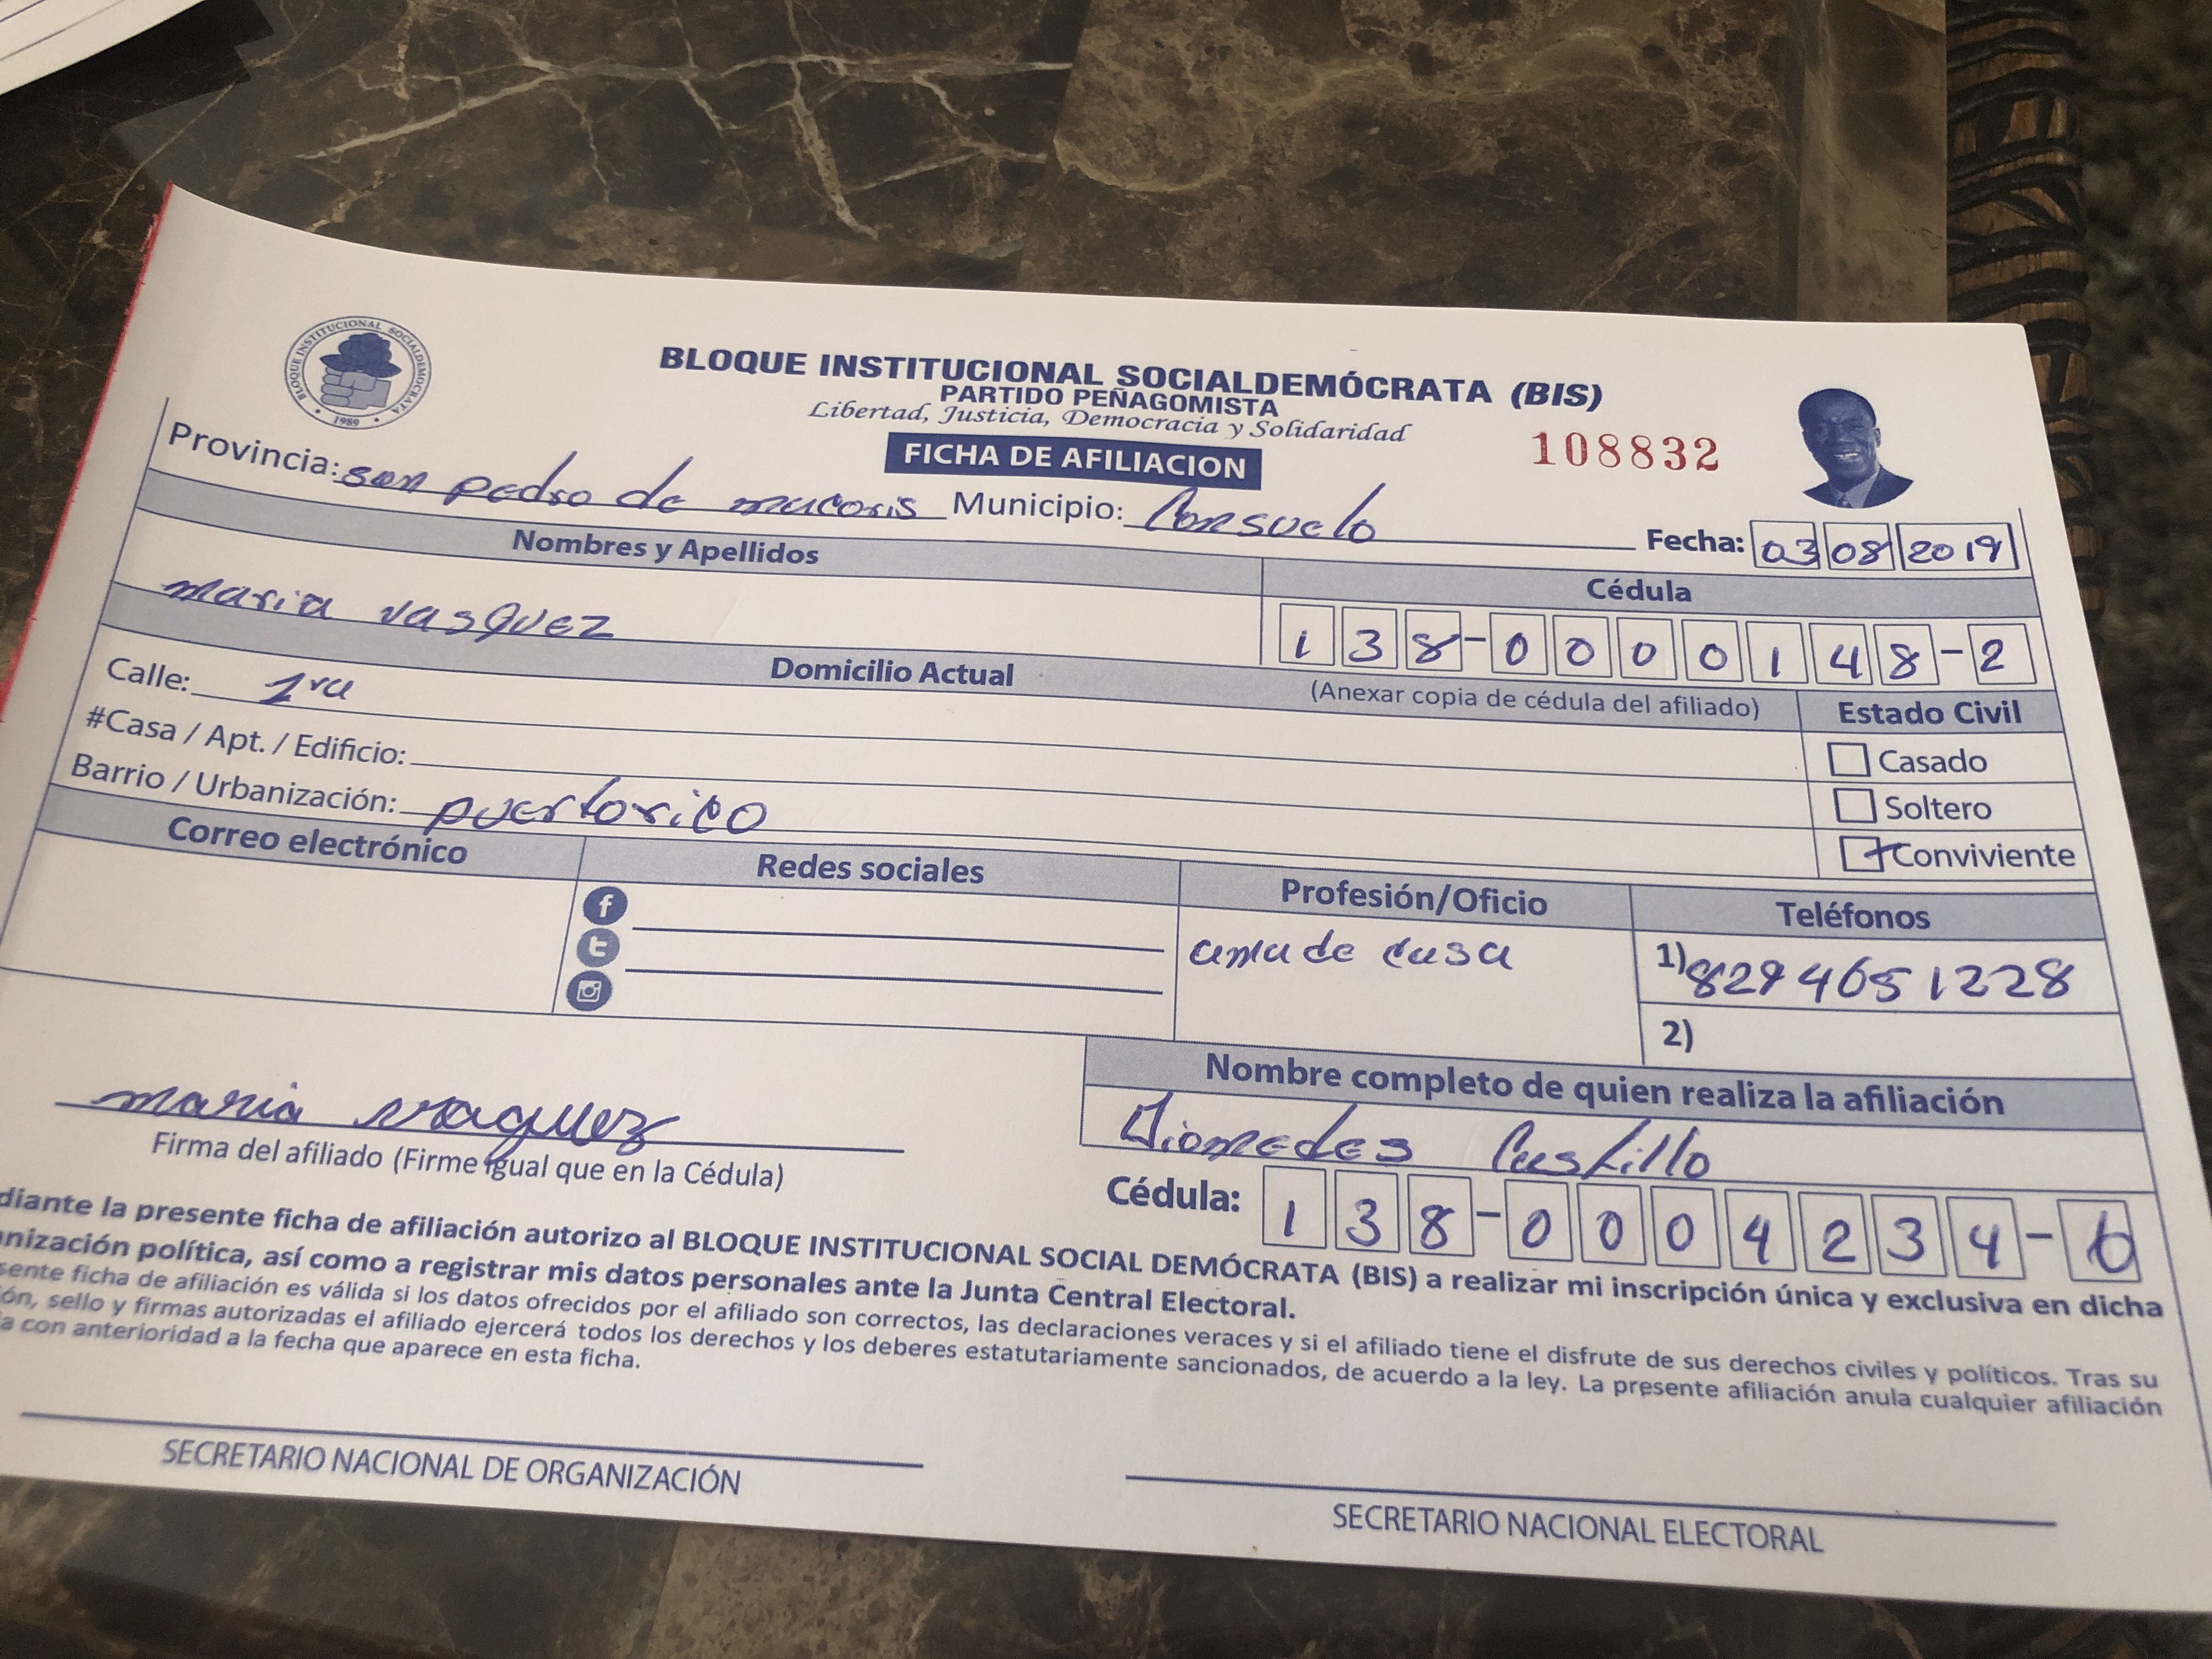 BLOQUE INSTITUCIONAL SOCIALDEMOCRATA
1989
BLOQUE INSTITUCIONAL SOCIALDEMÓCRATA (BIS)
PARTIDO PEÑAGOMISTA
Libertad, Justicia, Democracia y Solidaridad
FICHA DE AFILIACION
108832
Provincia: san pedro de macoris Municipio: Consuelo
Fecha: 03 08 2019
Nombres y Apellidos
Cédula
maria vasquez
138-0000148-2
Domicilio Actual
(Anexar copia de cédula del afiliado)
Estado Civil
Calle: 1ra
#Casa / Apt. / Edificio:
Barrio / Urbanización: puertorico
Casado
Soltero
Conviviente
Correo electrónico
Redes sociales
Profesión/Oficio
Teléfonos
ama de casa
1) 8294651228
2)
Nombre completo de quien realiza la afiliación
Diomedes Castillo
maria vaquez
Firma del afiliado (Firme igual que en la Cédula)
Cédula: 138-0004234-6
diante la presente ficha de afiliación autorizo al BLOQUE INSTITUCIONAL SOCIAL DEMÓCRATA (BIS) a realizar mi inscripción única y exclusiva en dicha
nización política, así como a registrar mis datos personales ante la Junta Central Electoral.
sente ficha de afiliación es válida si los datos ofrecidos por el afiliado son correctos, las declaraciones veraces y si el afiliado tiene el disfrute de sus derechos civiles y políticos. Tras su
ón, sello y firmas autorizadas el afiliado ejercerá todos los derechos y los deberes estatutariamente sancionados, de acuerdo a la ley. La presente afiliación anula cualquier afiliación
a con anterioridad a la fecha que aparece en esta ficha.
SECRETARIO NACIONAL DE ORGANIZACIÓN
SECRETARIO NACIONAL ELECTORAL